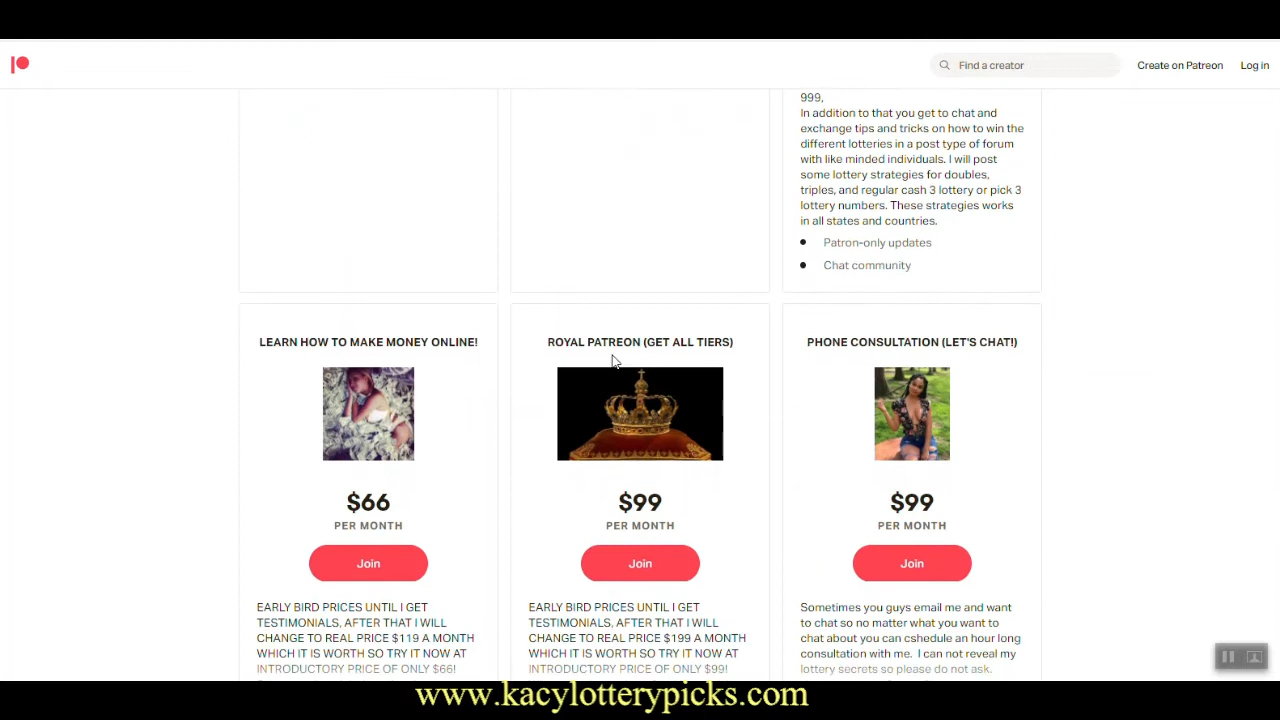 Find a creator
Create on Patreon
Log in
999,
In addition to that you get to chat and
exchange tips and tricks on how to win the
different lotteries in a post type of forum
with like minded individuals. I will post
some lottery strategies for doubles,
triples, and regular cash 3 lottery or pick 3
lottery numbers. These strategies works
in all states and countries.
Patron-only updates
Chat community
LEARN HOW TO MAKE MONEY ONLINE!
$66
PER MONTH
Join
EARLY BIRD PRICES UNTIL I GET
TESTIMONIALS, AFTER THAT I WILL
CHANGE TO REAL PRICE $119 A MONTH
WHICH IT IS WORTH SO TRY IT NOW AT
INTRODUCTORY PRICE OF ONLY $66!
ROYAL PATREON (GET ALL TIERS)
$99
PER MONTH
Join
EARLY BIRD PRICES UNTIL I GET
TESTIMONIALS, AFTER THAT I WILL
CHANGE TO REAL PRICE $199 A MONTH
WHICH IT IS WORTH SO TRY IT NOW AT
INTRODUCTORY PRICE OF ONLY $99!
PHONE CONSULTATION (LET'S CHAT!)
$99
PER MONTH
Join
Sometimes you guys email me and want
to chat so no matter what you want to
chat about you can cshedule an hour long
consultation with me. I can not reveal my
lottery secrets so please do not ask.
www.kacylotterypicks.com